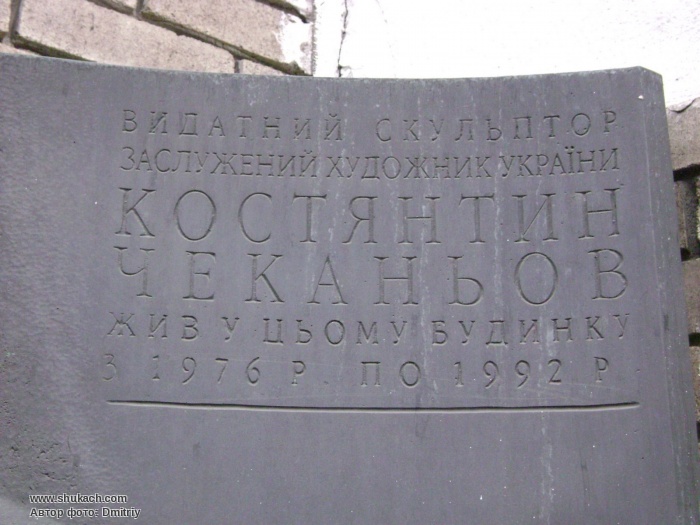 ВИДАТНИЙ СКУЛЬПТОР
ЗАСЛУЖЕНИЙ ХУДОЖНИК УКРАЇНИ
КОСТЯНТИН
ЧЕКАНЬОВ
ЖИВ У ЦЬОМУ БУДИНКУ
З 1976 Р. ПО 1992 Р
www.shukach.com
Автор фото: Dmitriy